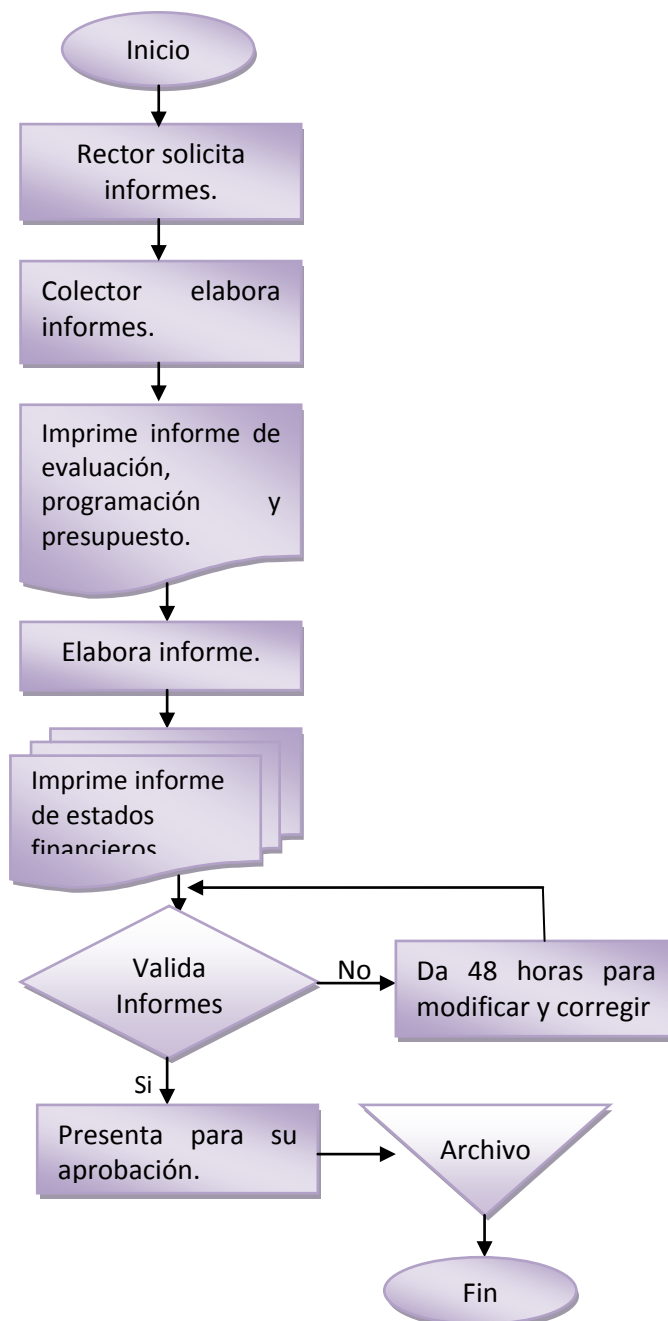 Inicio
Rector solicita
informes.
Colector elabora
informes.
Imprime informe de
evaluación,
programación y
presupuesto.
Elabora informe.
Imprime informe
de estados
financieros
Valida
Informes
No
Da 48 horas para
modificar y corregir
Si
Presenta para su
aprobación.
Archivo
Fin